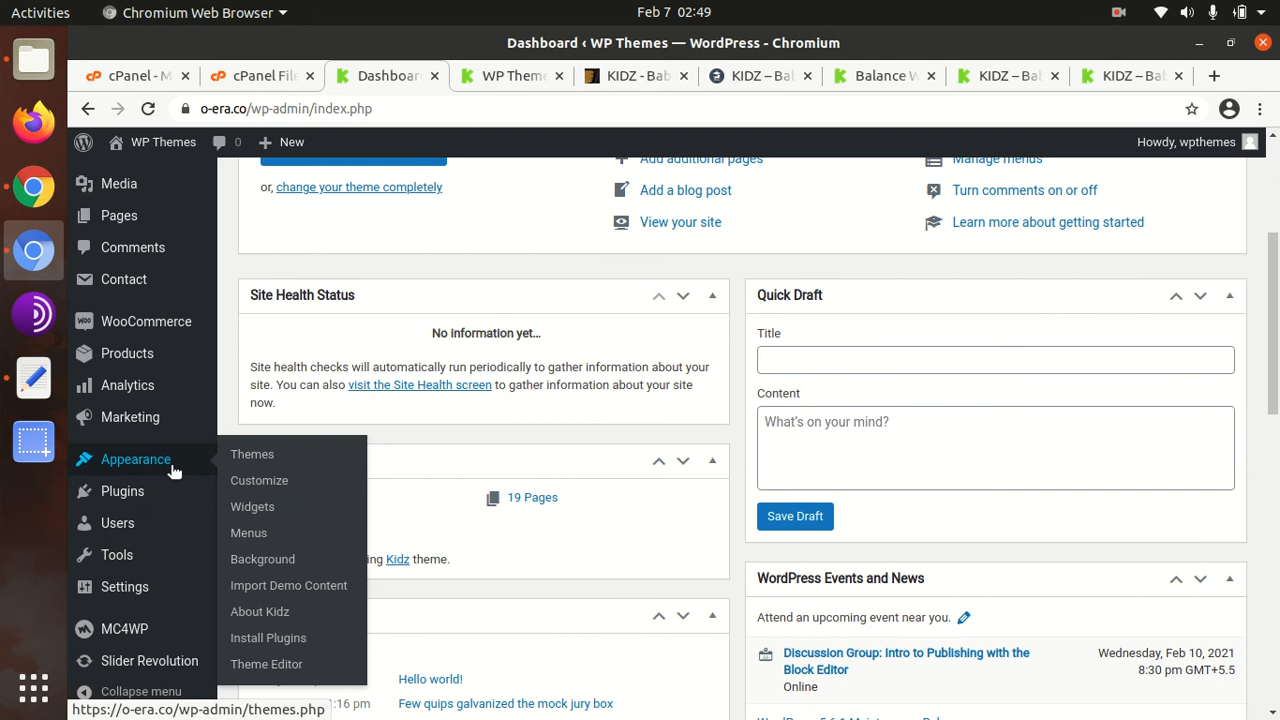 Activities
Chromium Web Browser
Feb 7 02:49
Dashboard ‹ WP Themes — WordPress - Chromium
cPanel - M
cPanel File
Dashboar
WP Them
KIDZ - Bab
KIDZ – Bab
Balance W
KIDZ – Bab
KIDZ – Bab
o-era.co/wp-admin/index.php
WP Themes
0
New
Howdy, wpthemes
Media
Pages
Comments
Contact
WooCommerce
Products
Analytics
Marketing
Appearance
Plugins
Users
Tools
Settings
MC4WP
Slider Revolution
Collapse menu
Themes
Customize
Widgets
Menus
Background
Import Demo Content
About Kidz
Install Plugins
Theme Editor
or, change your theme completely
Add additional pages
Add a blog post
View your site
Manage menus
Turn comments on or off
Learn more about getting started
Site Health Status
No information yet...
Site health checks will automatically run periodically to gather information about your
site. You can also visit the Site Health screen to gather information about your site
now.
19 Pages
ing Kidz theme.
Hello world!
:16 pm
Few quips galvanized the mock jury box
Quick Draft
Title
Content
What's on your mind?
Save Draft
WordPress Events and News
Attend an upcoming event near you.
Discussion Group: Intro to Publishing with the
Block Editor
Online
Wednesday, Feb 10, 2021
8:30 pm GMT+5.5
https://o-era.co/wp-admin/themes.php